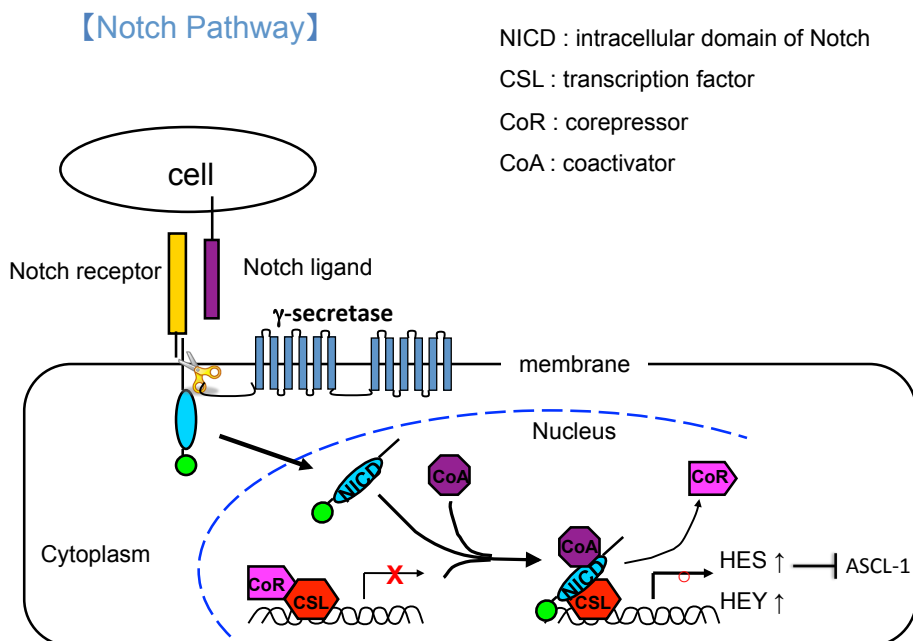 【Notch Pathway】
NICD : intracellular domain of Notch
CSL : transcription factor
CoR : corepressor
CoA : coactivator
cell
Notch receptor
Notch ligand
γ-secretase
membrane
Nucleus
NICD
CoA
CoR
Cytoplasm
CoR
CSL
X
CoA
NICD
CSL
HES ↑
ASCL-1
HEY ↑